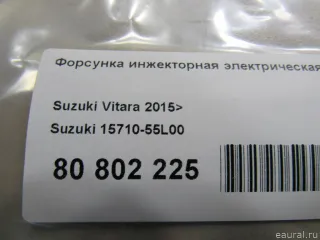 Форсунка инжекторная электрическая
Suzuki Vitara 2015>
Suzuki 15710-55L00
80 802 225
eaural.ru